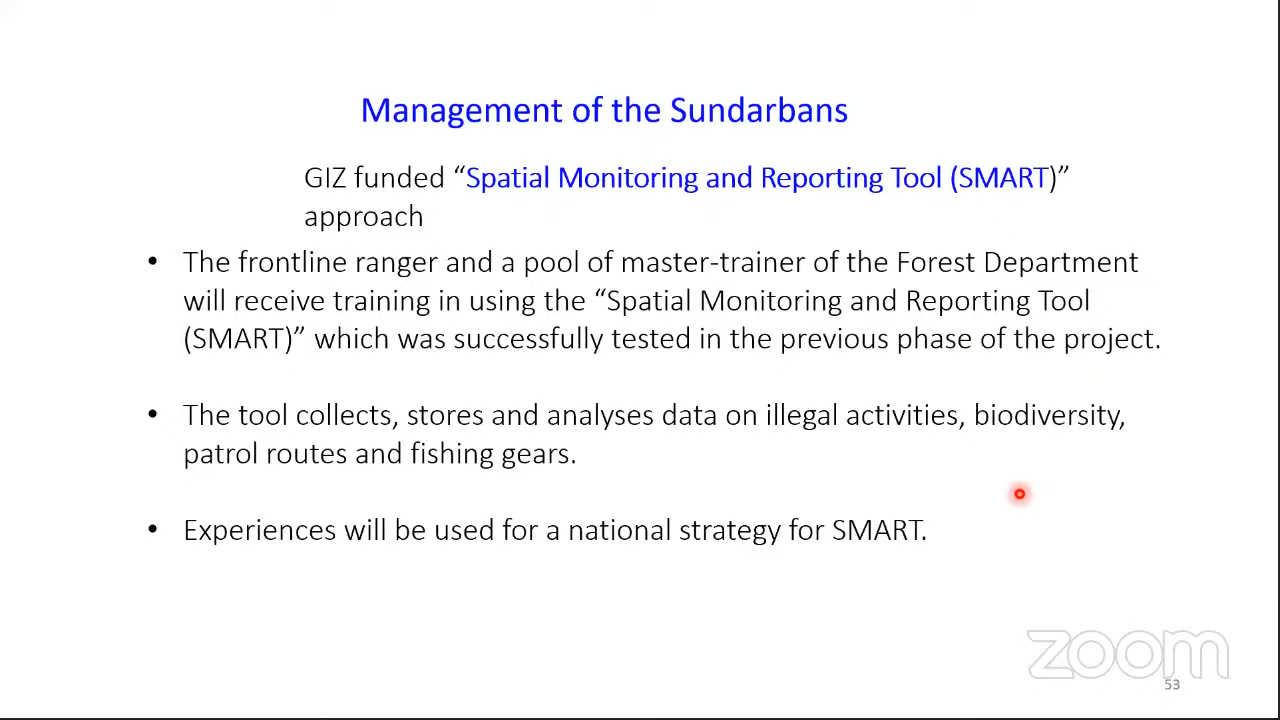 Management of the Sundarbans
GIZ funded “Spatial Monitoring and Reporting Tool (SMART)”
approach
• The frontline ranger and a pool of master-trainer of the Forest Department
will receive training in using the “Spatial Monitoring and Reporting Tool
(SMART)” which was successfully tested in the previous phase of the project.
• The tool collects, stores and analyses data on illegal activities, biodiversity,
patrol routes and fishing gears.
• Experiences will be used for a national strategy for SMART.
zoom
53